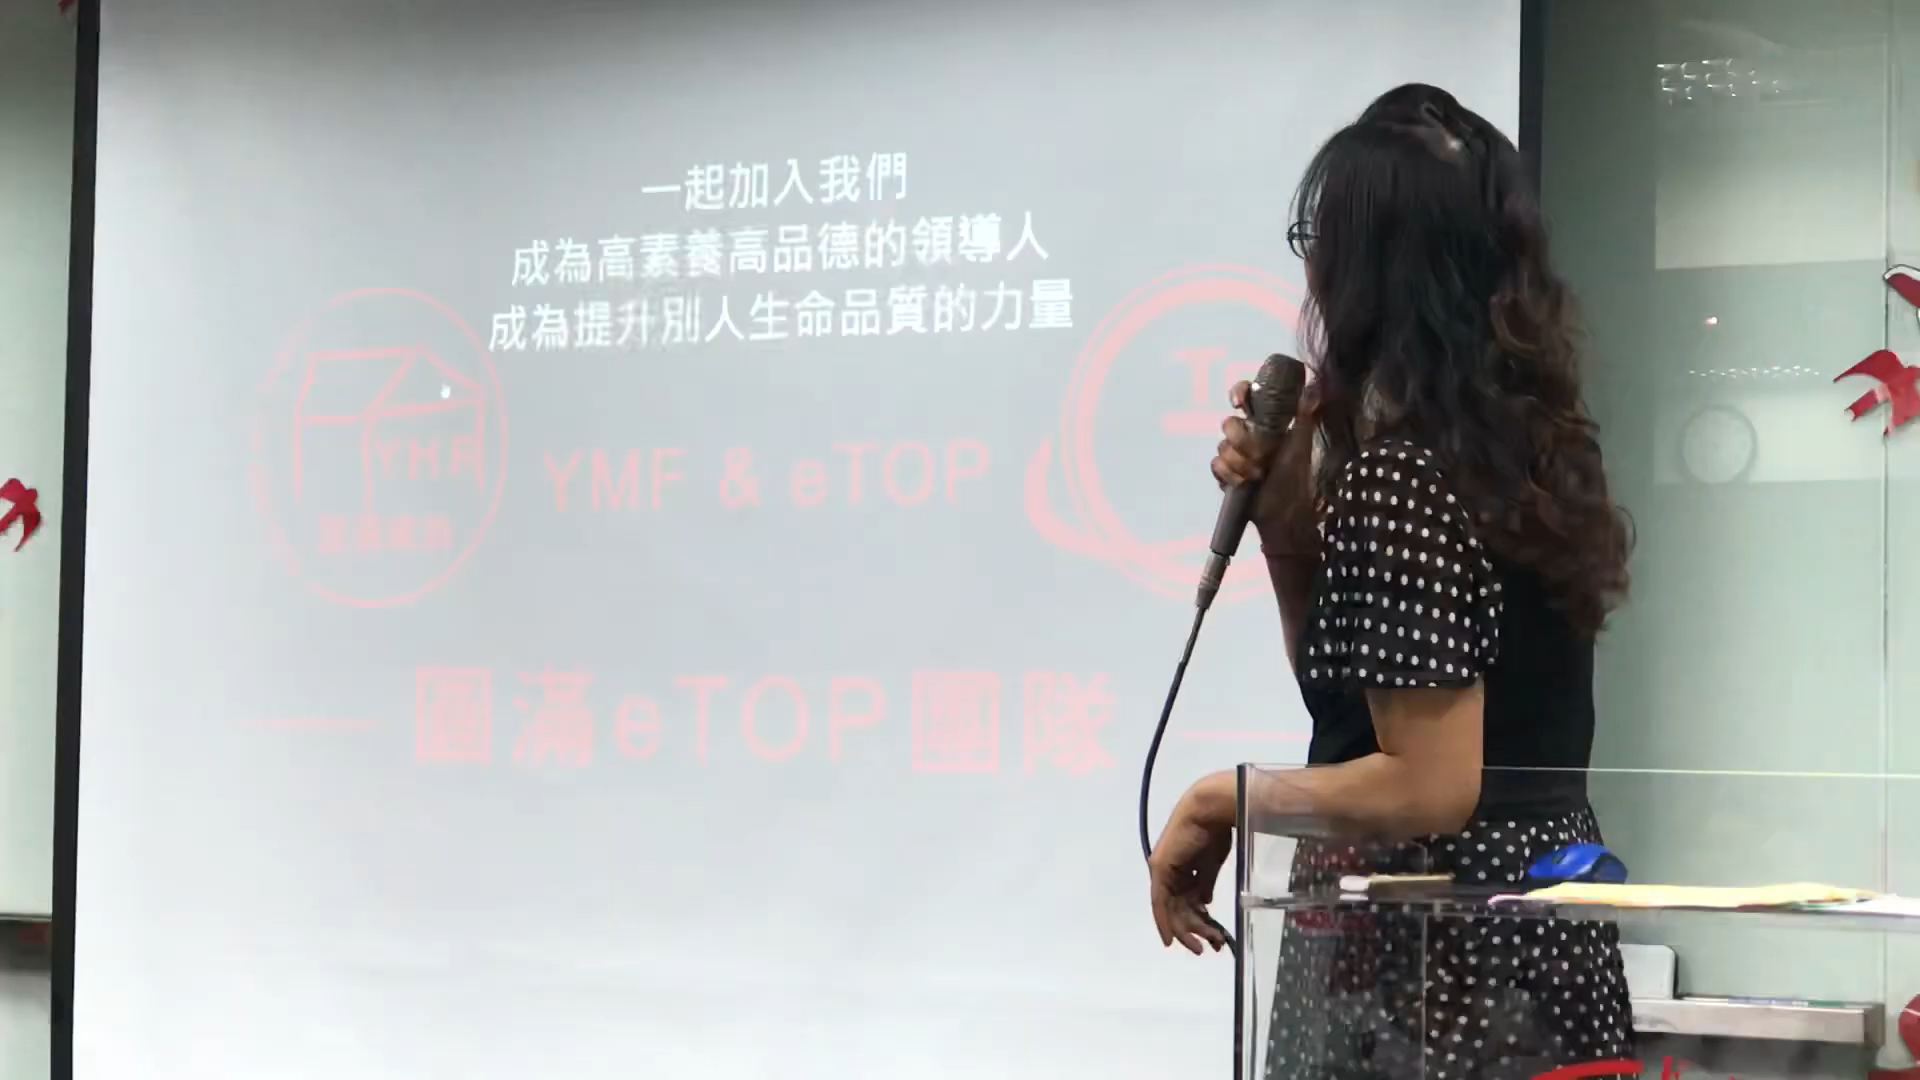 一起加入我們
成為高素養高品德的領導人
成為提升別人生命品質的力量
YMF
YMF & eTOP
圓滿eTOP團隊